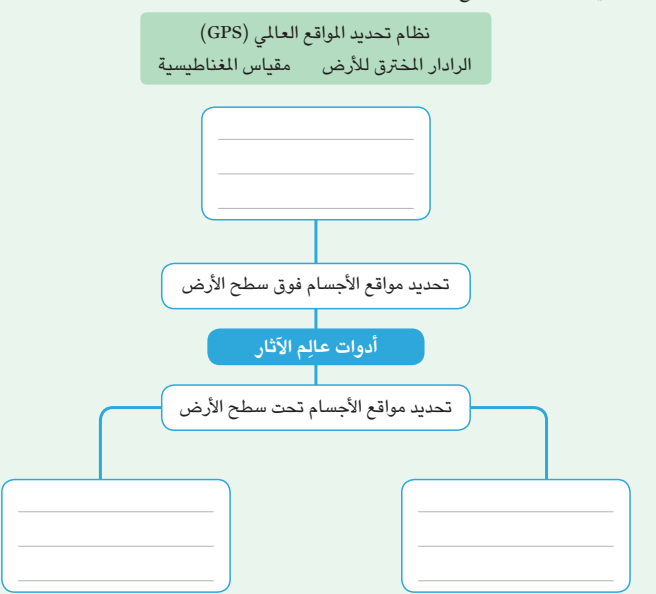 نظام تحديد المواقع العالمي (GPS)
الرادار المخترق للأرض مقياس المغناطيسية
تحديد مواقع الأجسام فوق سطح الأرض
أدوات عالِم الآثار
تحديد مواقع الأجسام تحت سطح الأرض